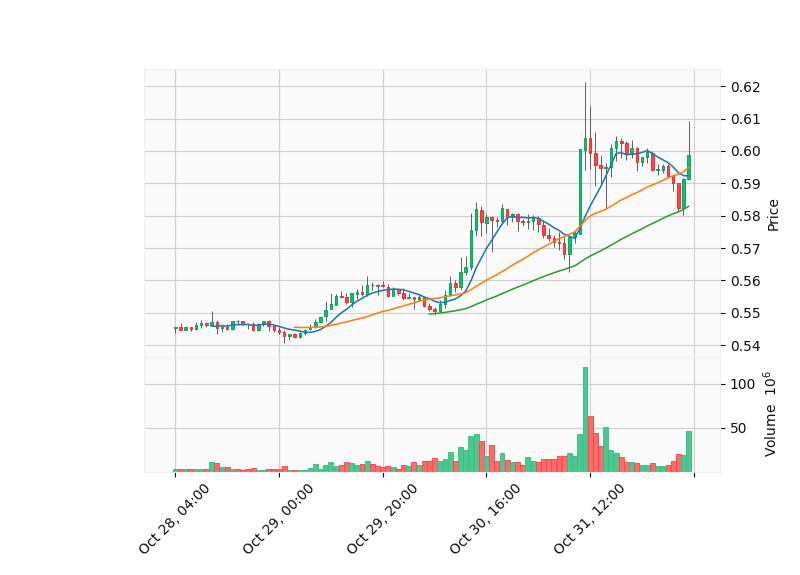 0.62
0.61
0.60
0.59
0.58
0.57
0.56
0.55
0.54
Price
100
50
Volume 10^6
Oct 28, 04:00
Oct 29, 00:00
Oct 29, 20:00
Oct 30, 16:00
Oct 31, 12:00